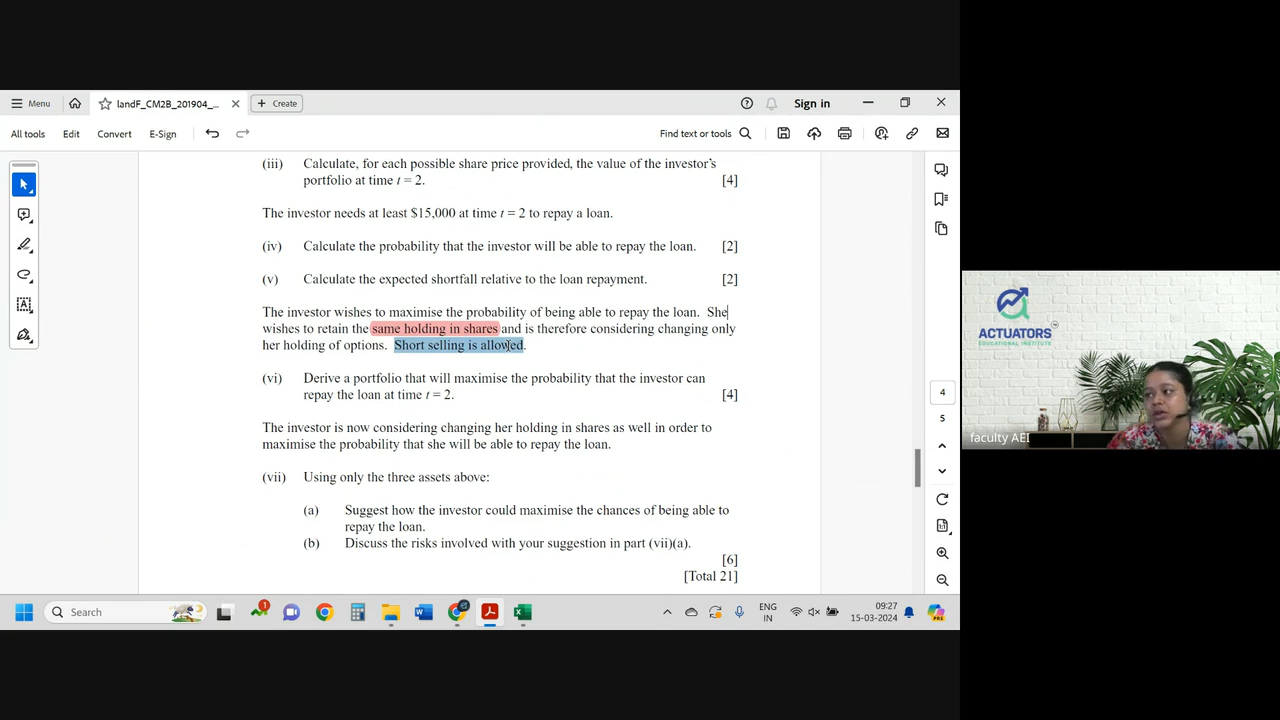 Menu
landF_CM2B_201904_...
Create
Sign in
All tools
Edit
Convert
E-Sign
Find text or tools
(iii) Calculate, for each possible share price provided, the value of the investor's
portfolio at time t = 2. [4]
The investor needs at least $15,000 at time t = 2 to repay a loan.
(iv) Calculate the probability that the investor will be able to repay the loan. [2]
(v) Calculate the expected shortfall relative to the loan repayment. [2]
The investor wishes to maximise the probability of being able to repay the loan. She
wishes to retain the same holding in shares and is therefore considering changing only
her holding of options. Short selling is allowed.
(vi) Derive a portfolio that will maximise the probability that the investor can
repay the loan at time t = 2. [4]
The investor is now considering changing her holding in shares as well in order to
maximise the probability that she will be able to repay the loan.
(vii) Using only the three assets above:
(a) Suggest how the investor could maximise the chances of being able to
repay the loan.
(b) Discuss the risks involved with your suggestion in part (vii)(a).
[6]
[Total 21]
4
5
ACTUATORS
EDUCATIONAL INSTITUTE
faculty AEI
Search
1
ENG
IN
09:27
15-03-2024